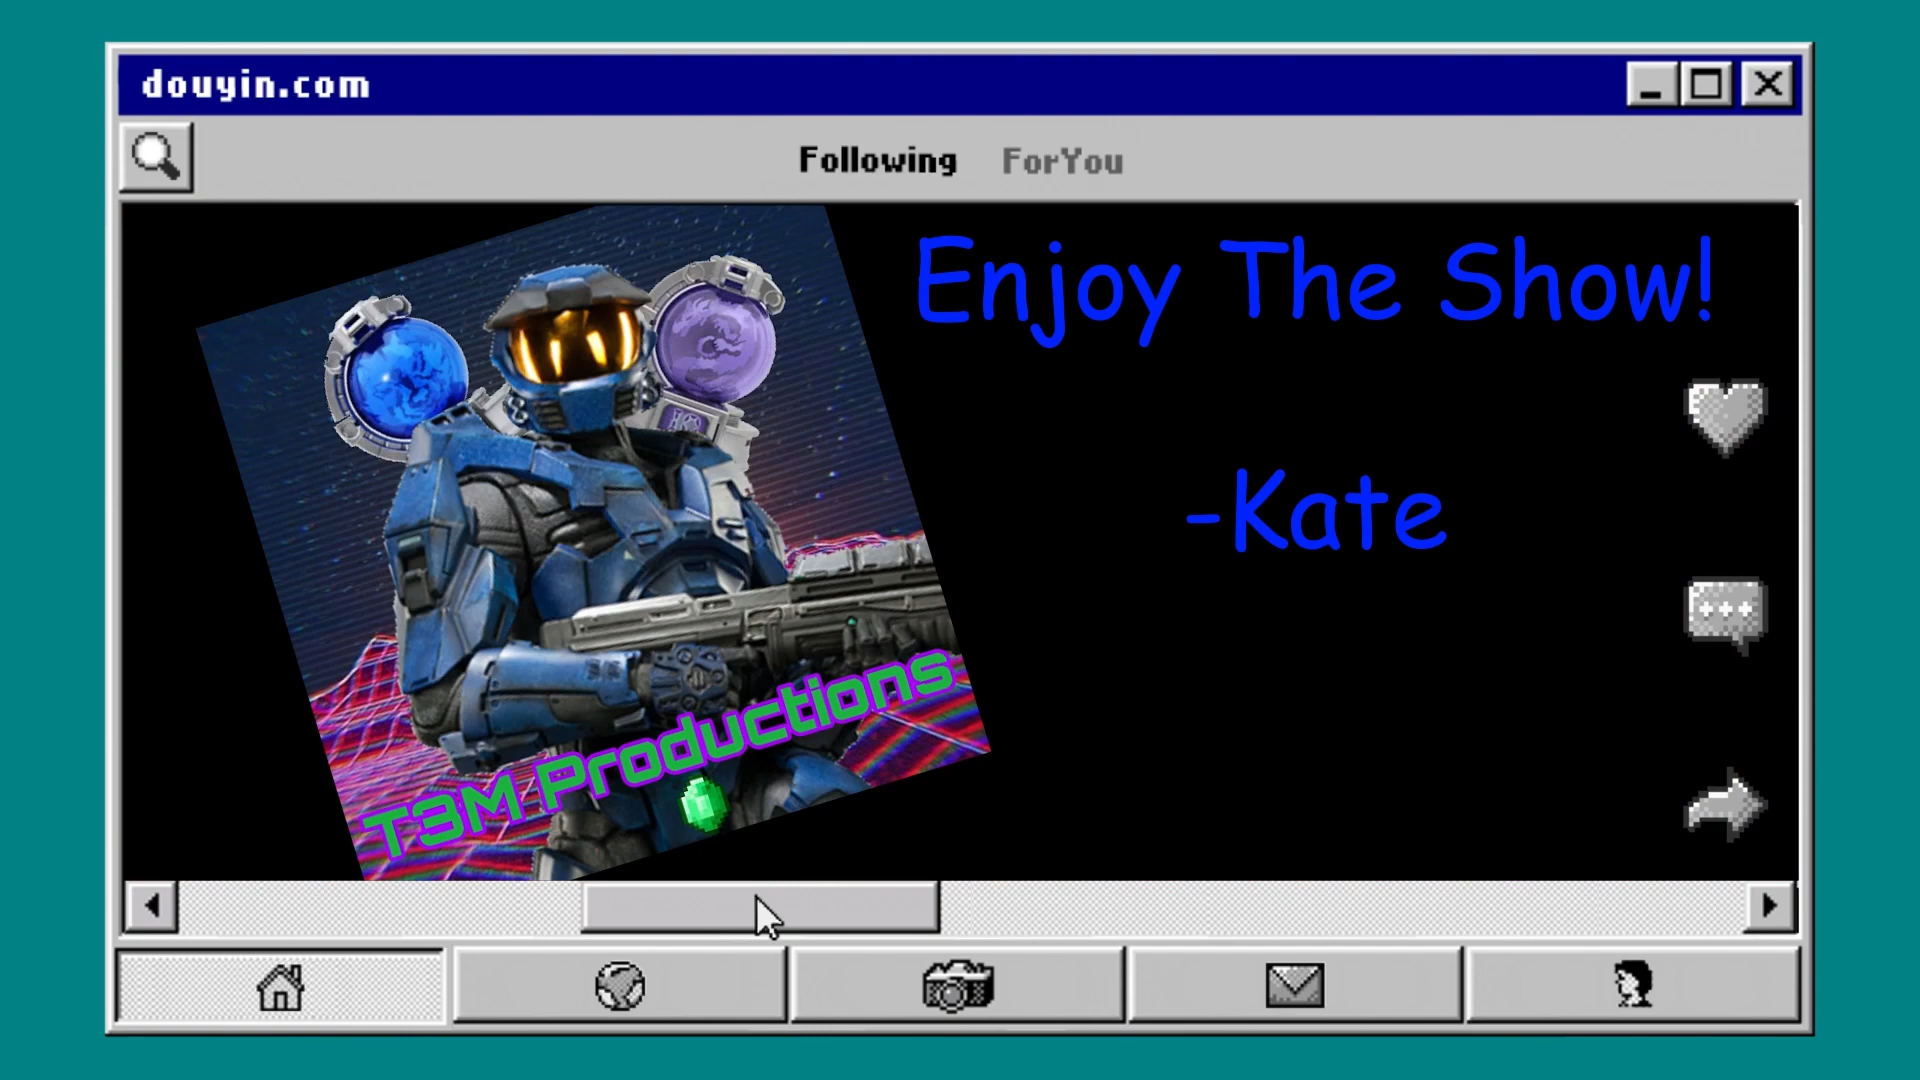 douyin.com
Following ForYou
Enjoy The Show!
-Kate
T3M Productions